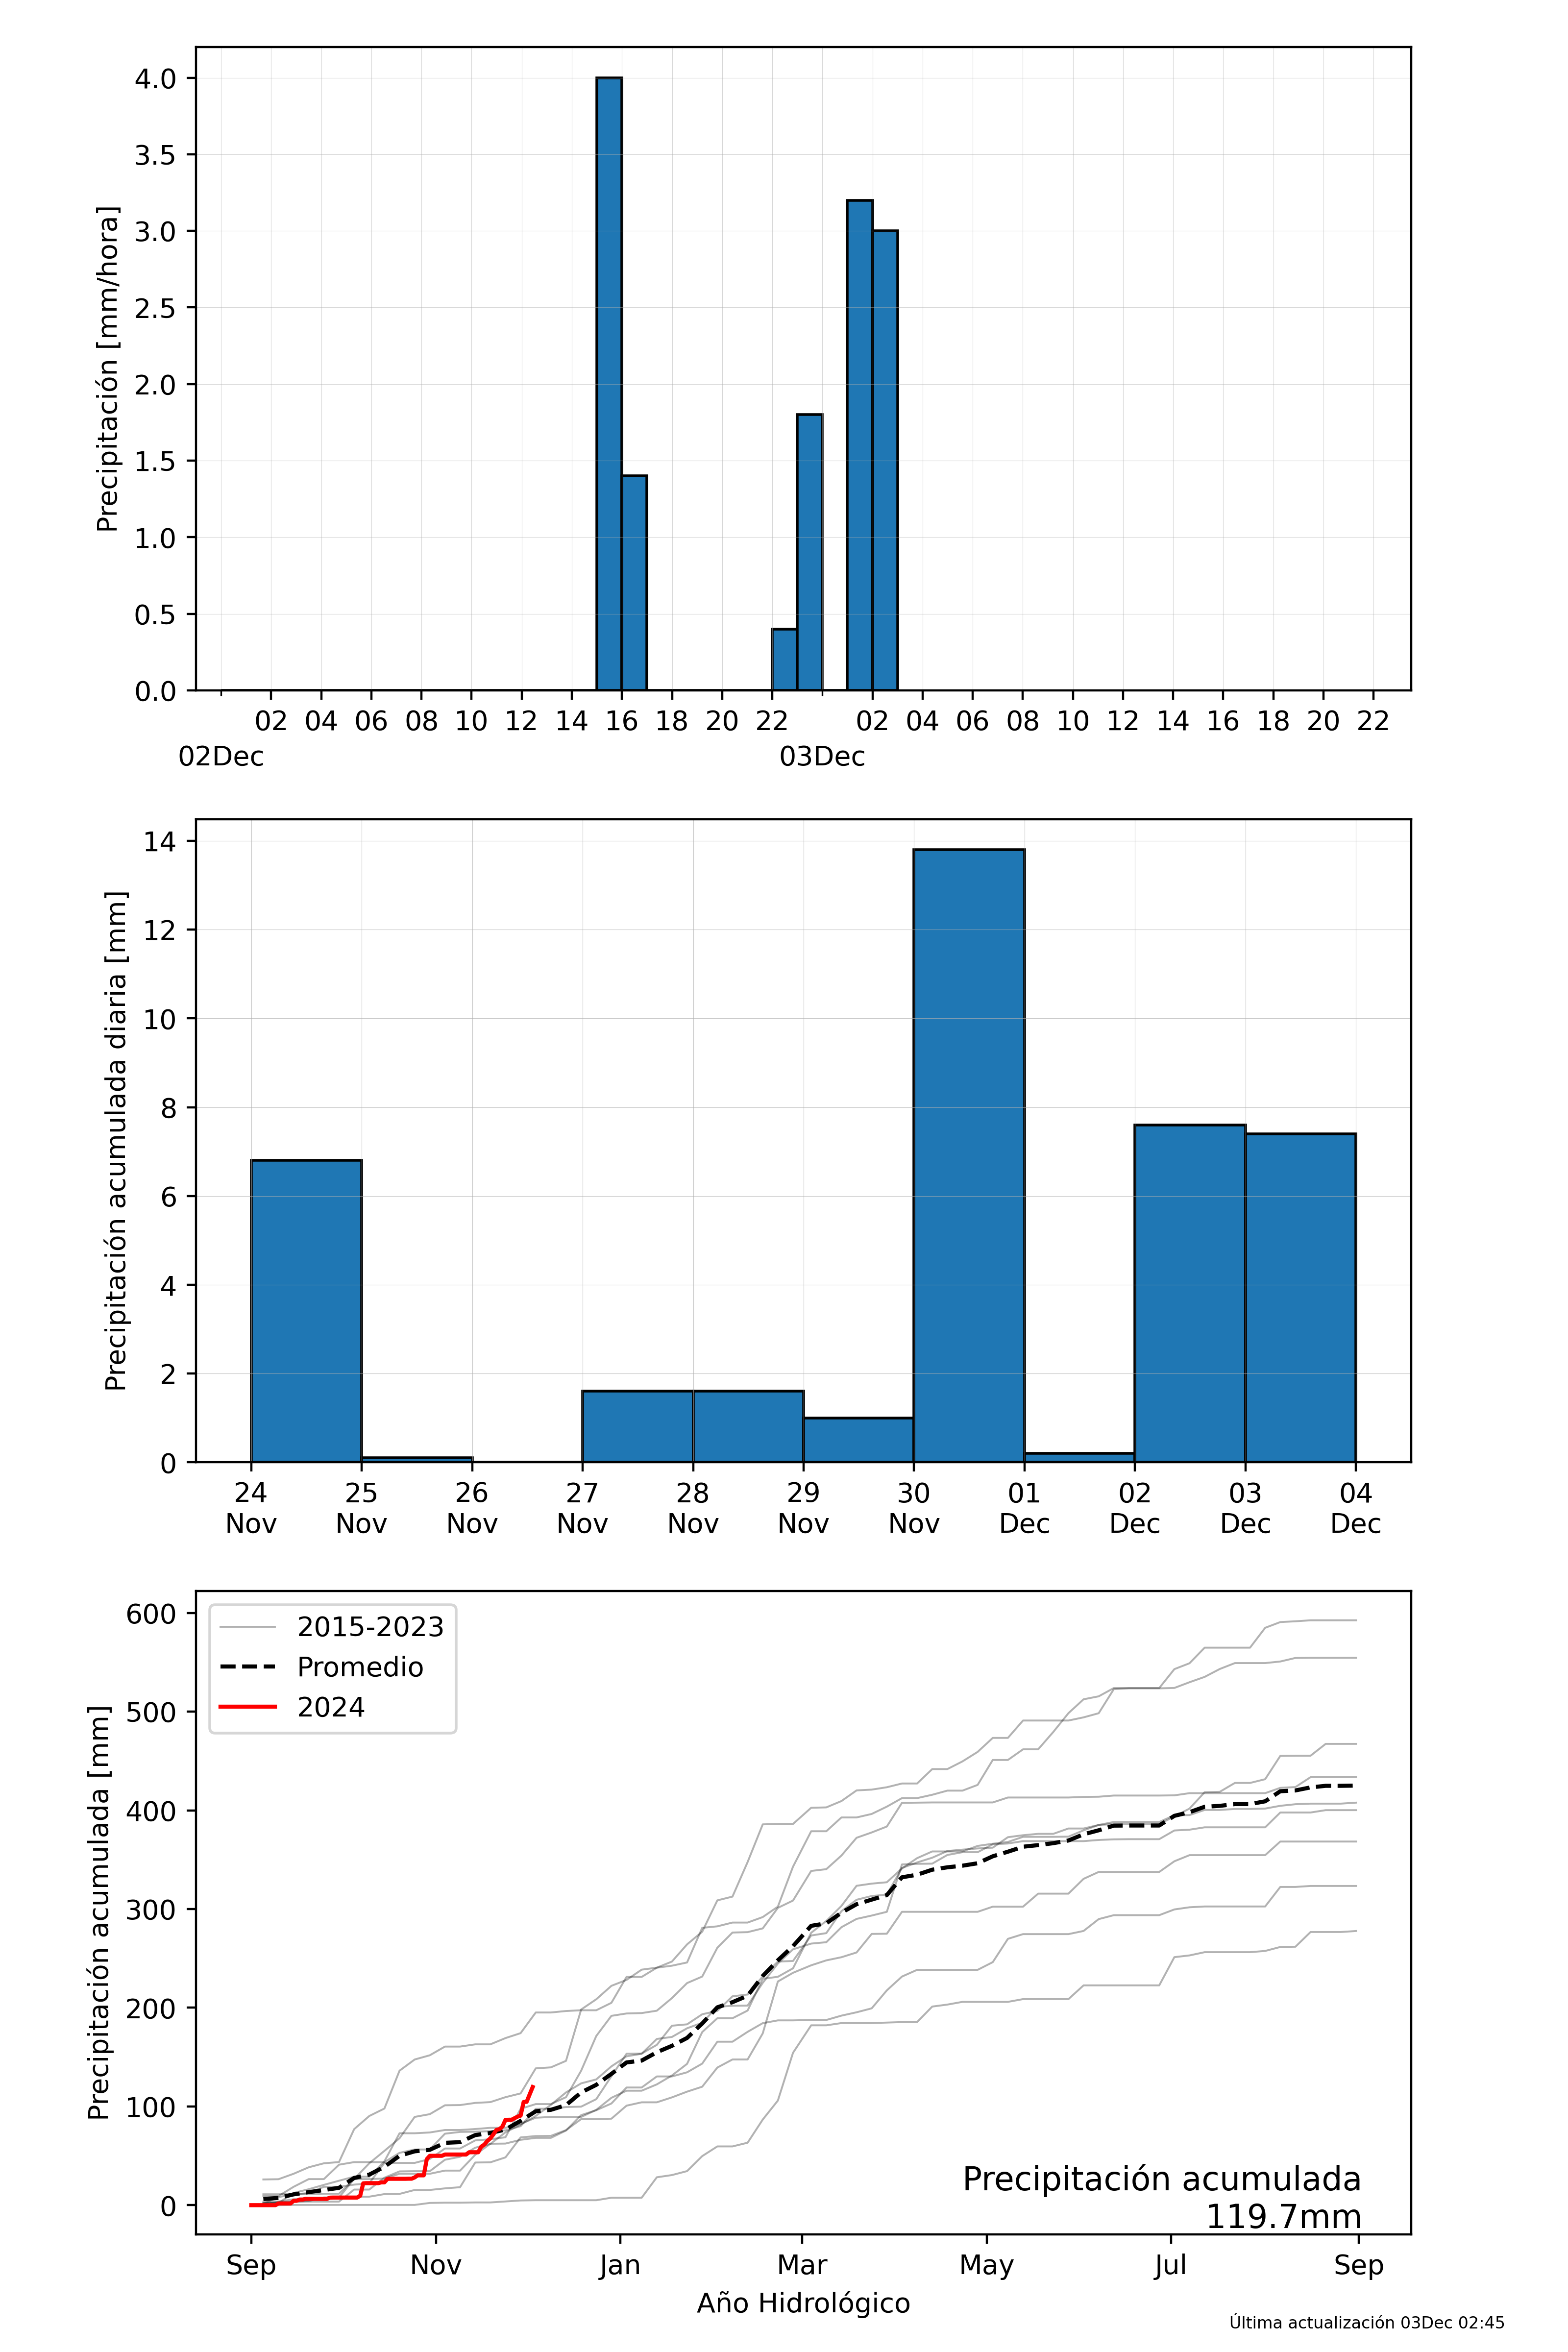 4.0
3.5
3.0
2.5
2.0
1.5
1.0
0.5
0.0
Precipitación [mm/hora]
02 04 06 08 10 12 14 16 18 20 22 02 04 06 08 10 12 14 16 18 20 22
02Dec 03Dec
14
12
10
8
6
4
2
0
Precipitación acumulada diaria [mm]
24 25 26 27 28 29 30 01 02 03 04
Nov Nov Nov Nov Nov Nov Nov Dec Dec Dec Dec
600
500
400
300
200
100
0
Precipitación acumulada [mm]
2015-2023
Promedio
2024
Precipitación acumulada
119.7mm
Sep Nov Jan Mar May Jul Sep
Año Hidrológico
Última actualización 03Dec 02:45